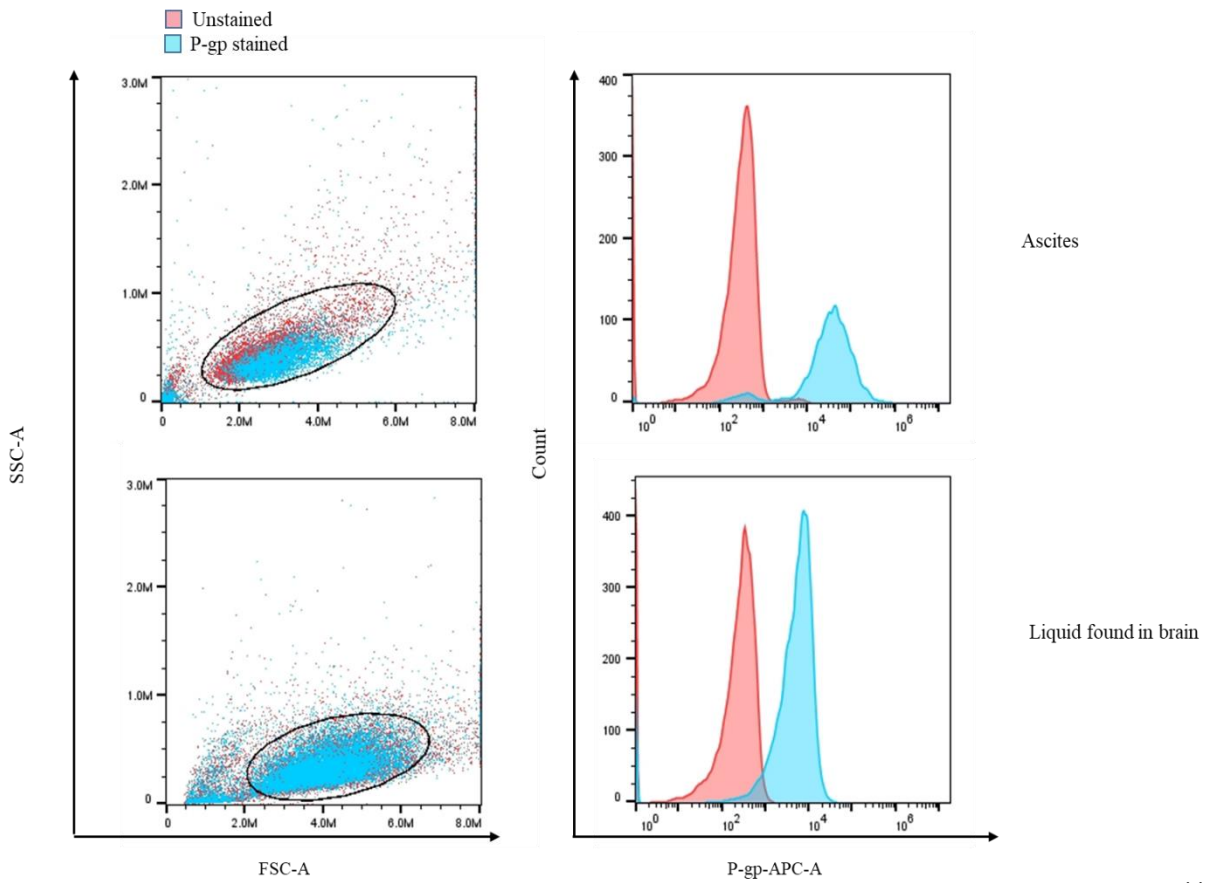 Unstained
P-gp stained
3.0M
2.0M
1.0M
0
0 2.0M 4.0M 6.0M 8.0M
400
300
200
100
0
10^0 10^2 10^4 10^6
Ascites
SSC-A
Count
3.0M
2.0M
1.0M
0
0 2.0M 4.0M 6.0M 8.0M
400
300
200
100
0
10^0 10^2 10^4 10^6
Liquid found in brain
FSC-A
P-gp-APC-A